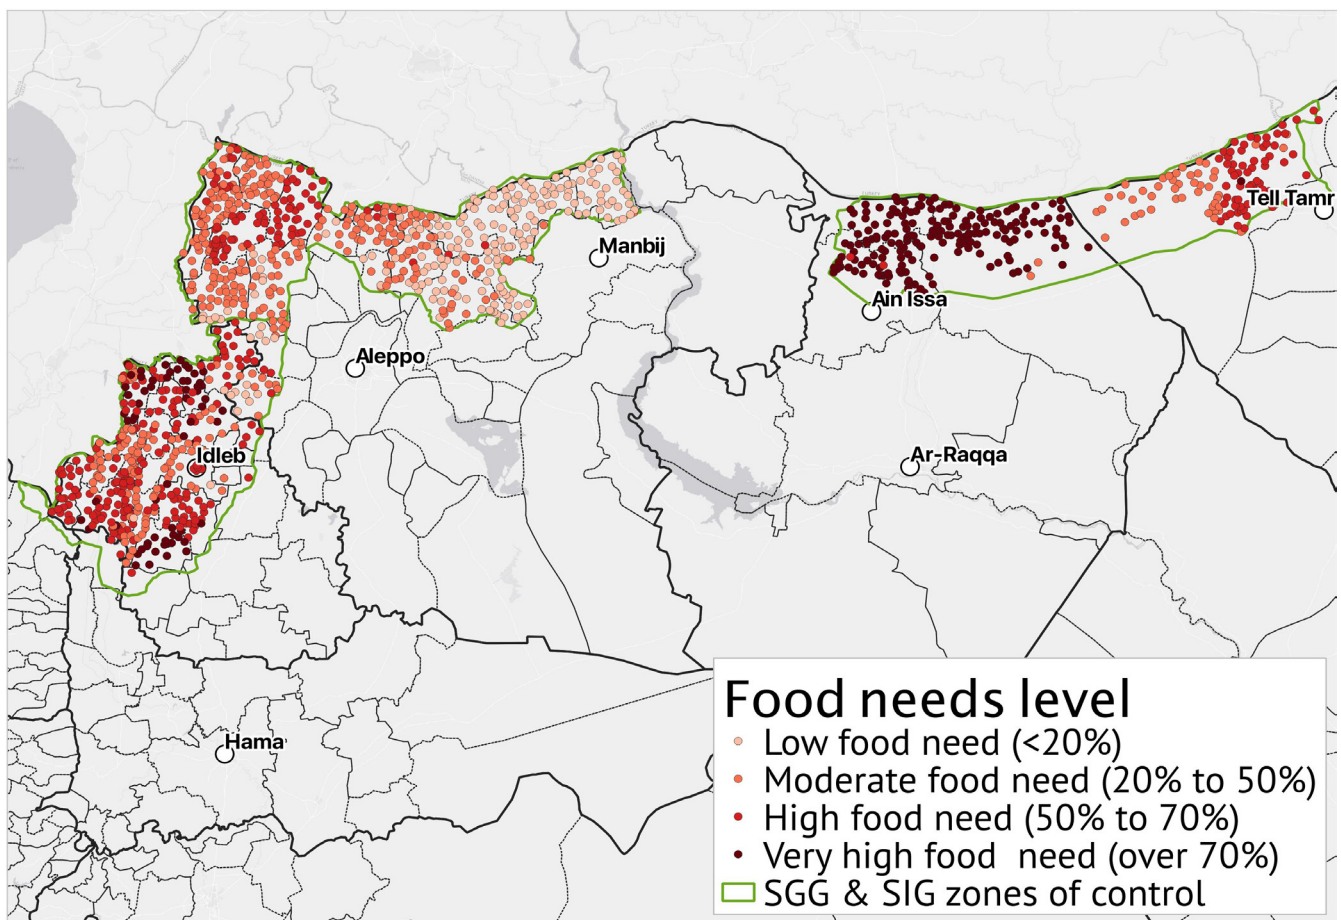 Manbij
Tell Tamr
Ain Issa
Aleppo
Idleb
Ar-Raqqa
Hama
Food needs level
Low food need (<20%)
Moderate food need (20% to 50%)
High food need (50% to 70%)
Very high food  need (over 70%)
SGG & SIG zones of control